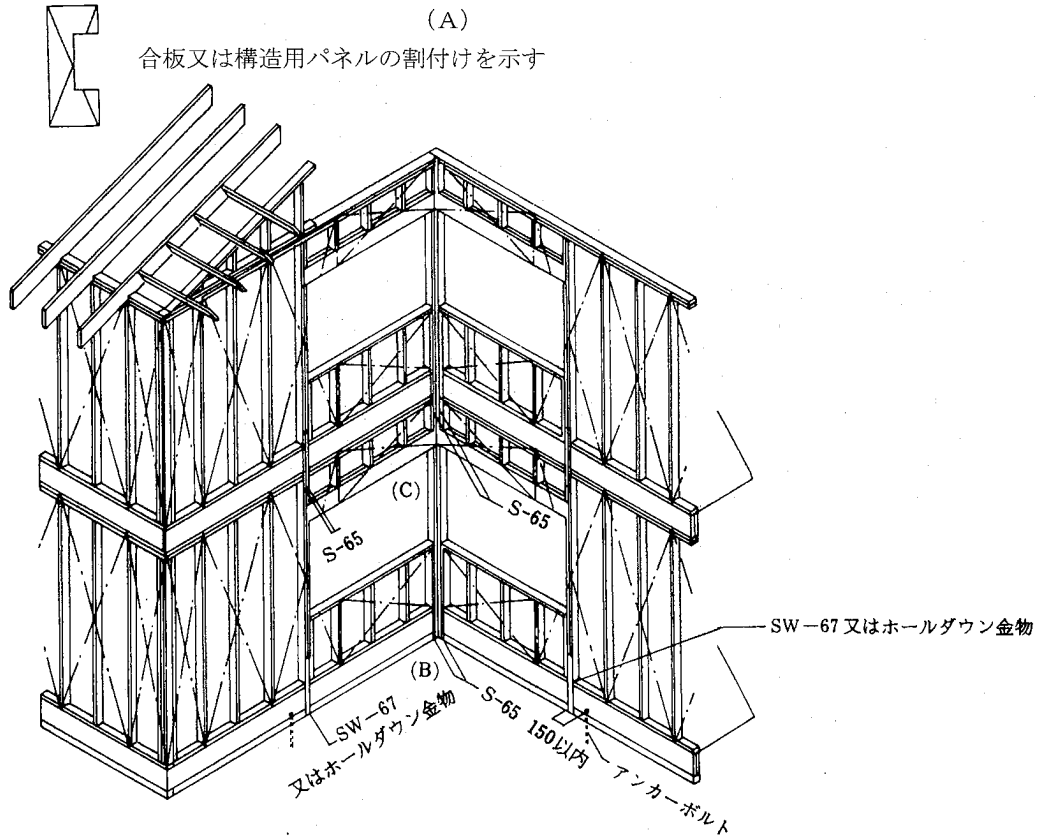 (A)
合板又は構造用パネルの割付けを示す
(C)
S-65
S-65
SW-67又はホールダウン金物
(B)
SW-67
又はホールダウン金物
S-65
150以内
アンカーボルト